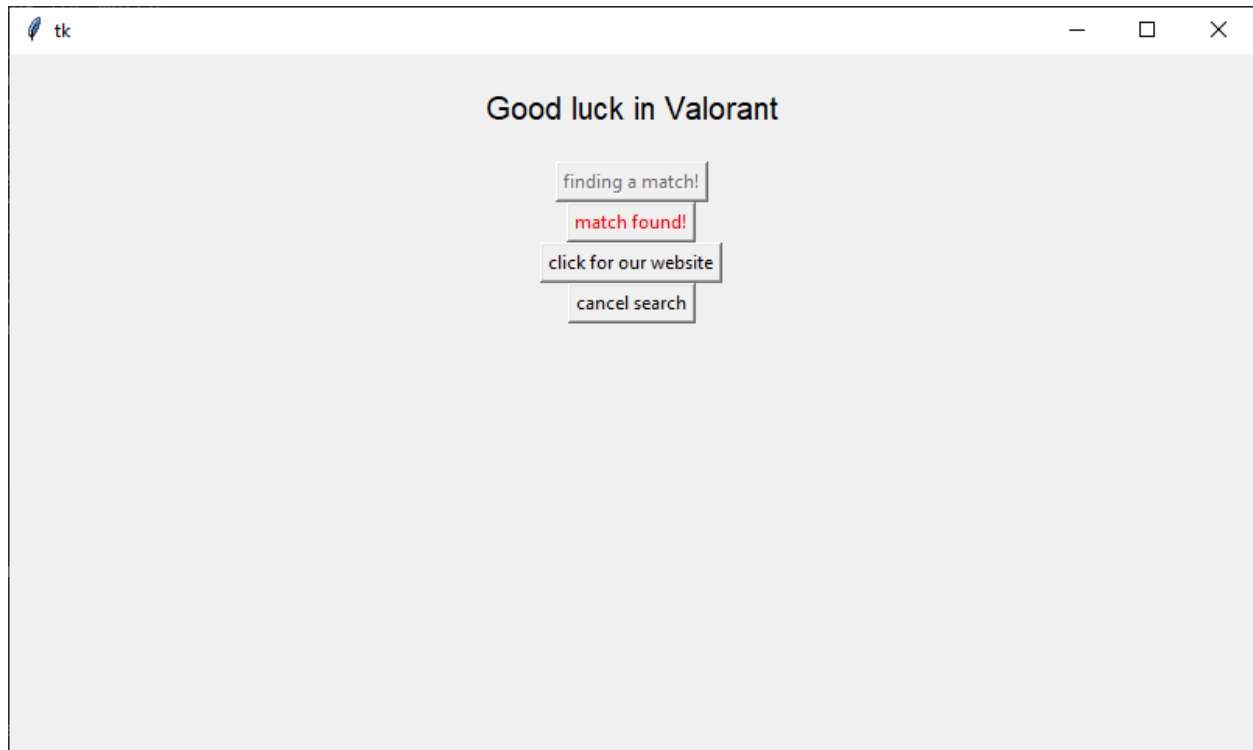 tk
Good luck in Valorant
finding a match!
match found!
click for our website
cancel search